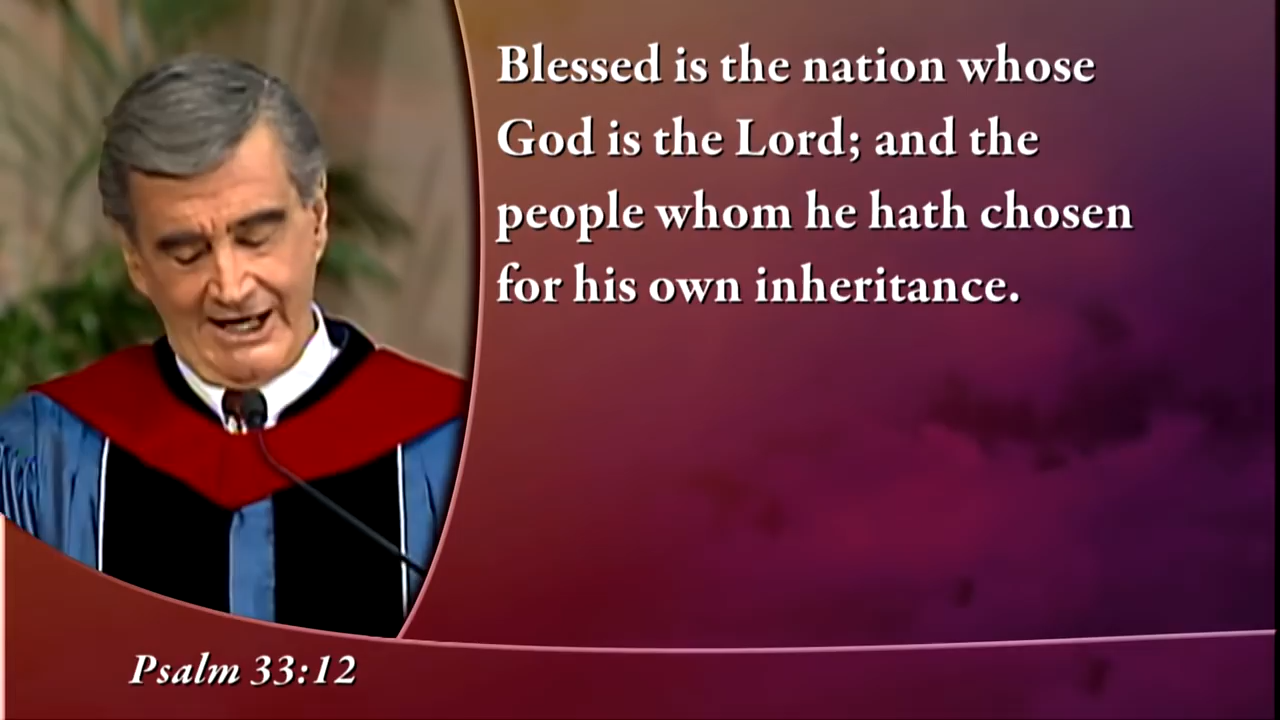 Blessed is the nation whose
God is the Lord; and the
people whom he hath chosen
for his own inheritance.
Psalm 33:12